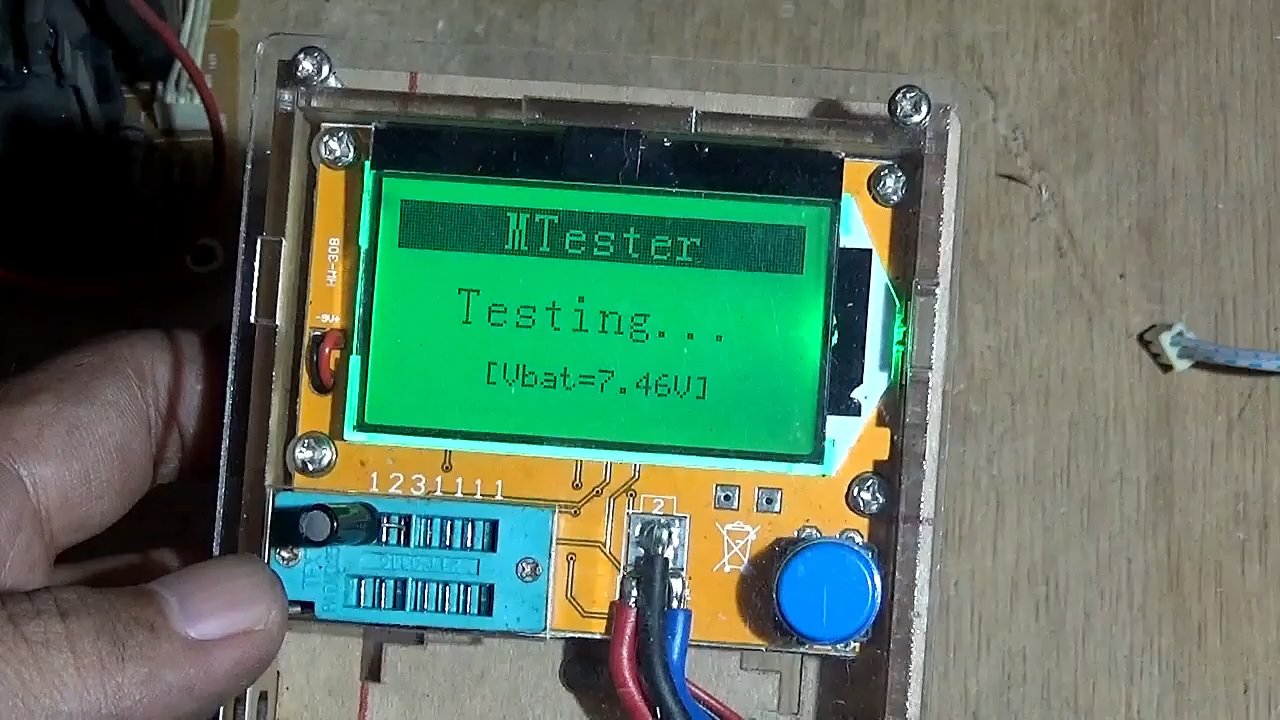 MTester
Testing...
[Vbat=7.46V]
HW-308
-9V+
1231111
2